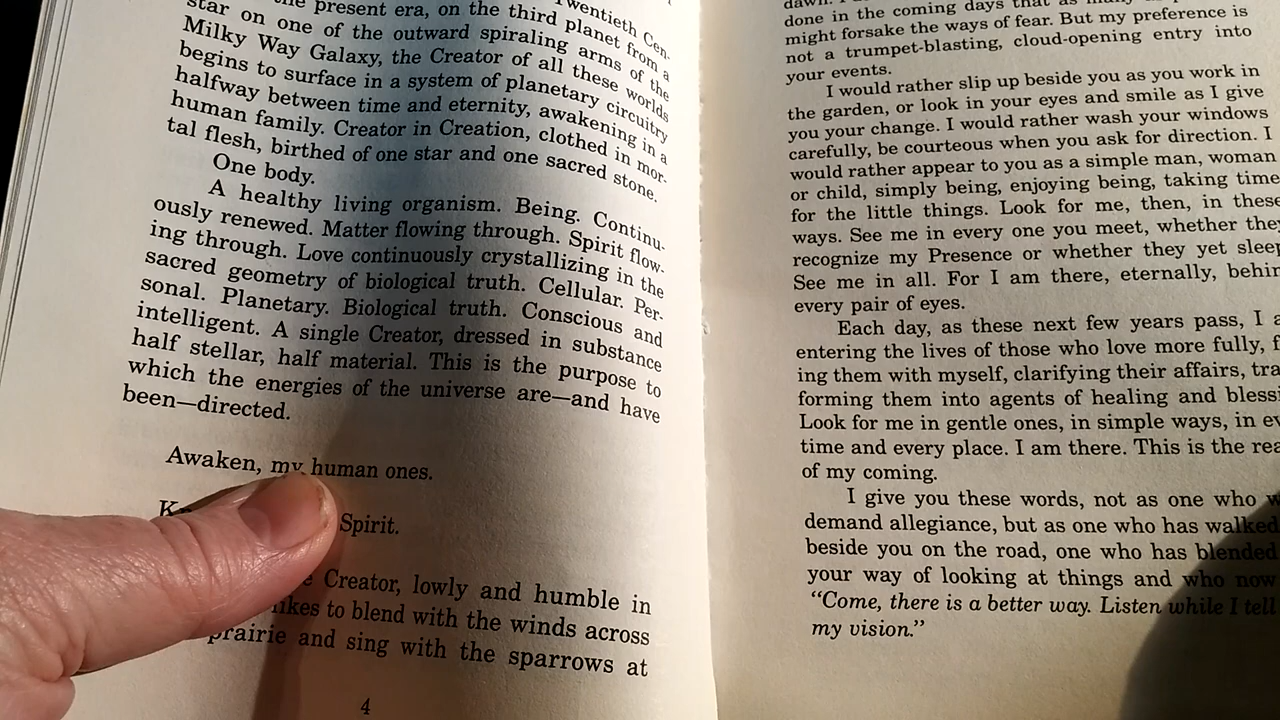 the present era, on the third planet from a
star on one of the outward spiraling arms of the
Milky Way Galaxy, the Creator of all these worlds
begins to surface in a system of planetary circuitry
halfway between time and eternity, awakening in a
human family. Creator in Creation, clothed in mor-
tal flesh, birthed of one star and one sacred stone.
One body.
A healthy living organism. Being. Continu-
ously renewed. Matter flowing through. Spirit flow-
ing through. Love continuously crystallizing in the
sacred geometry of biological truth. Cellular. Per-
sonal. Planetary. Biological truth. Conscious and
intelligent. A single Creator, dressed in substance
half stellar, half material. This is the purpose to
which the energies of the universe are—and have
been—directed.
Awaken, my human ones.
Spirit.
Creator, lowly and humble in
likes to blend with the winds across
prairie and sing with the sparrows at
4
done in the coming days that as many
might forsake the ways of fear. But my preference is
not a trumpet-blasting, cloud-opening entry into
your events.
I would rather slip up beside you as you work in
the garden, or look in your eyes and smile as I give
you your change. I would rather wash your windows
carefully, be courteous when you ask for direction. I
would rather appear to you as a simple man, woman
or child, simply being, enjoying being, taking time
for the little things. Look for me, then, in these
ways. See me in every one you meet, whether they
recognize my Presence or whether they yet sleep
See me in all. For I am there, eternally, behin
every pair of eyes.
Each day, as these next few years pass, I a
entering the lives of those who love more fully, f
ing them with myself, clarifying their affairs, tra
forming them into agents of healing and blessi
Look for me in gentle ones, in simple ways, in ev
time and every place. I am there. This is the rea
of my coming.
I give you these words, not as one who w
demand allegiance, but as one who has walked
beside you on the road, one who has blended
your way of looking at things and who now
“Come, there is a better way. Listen while I tell
my vision.”